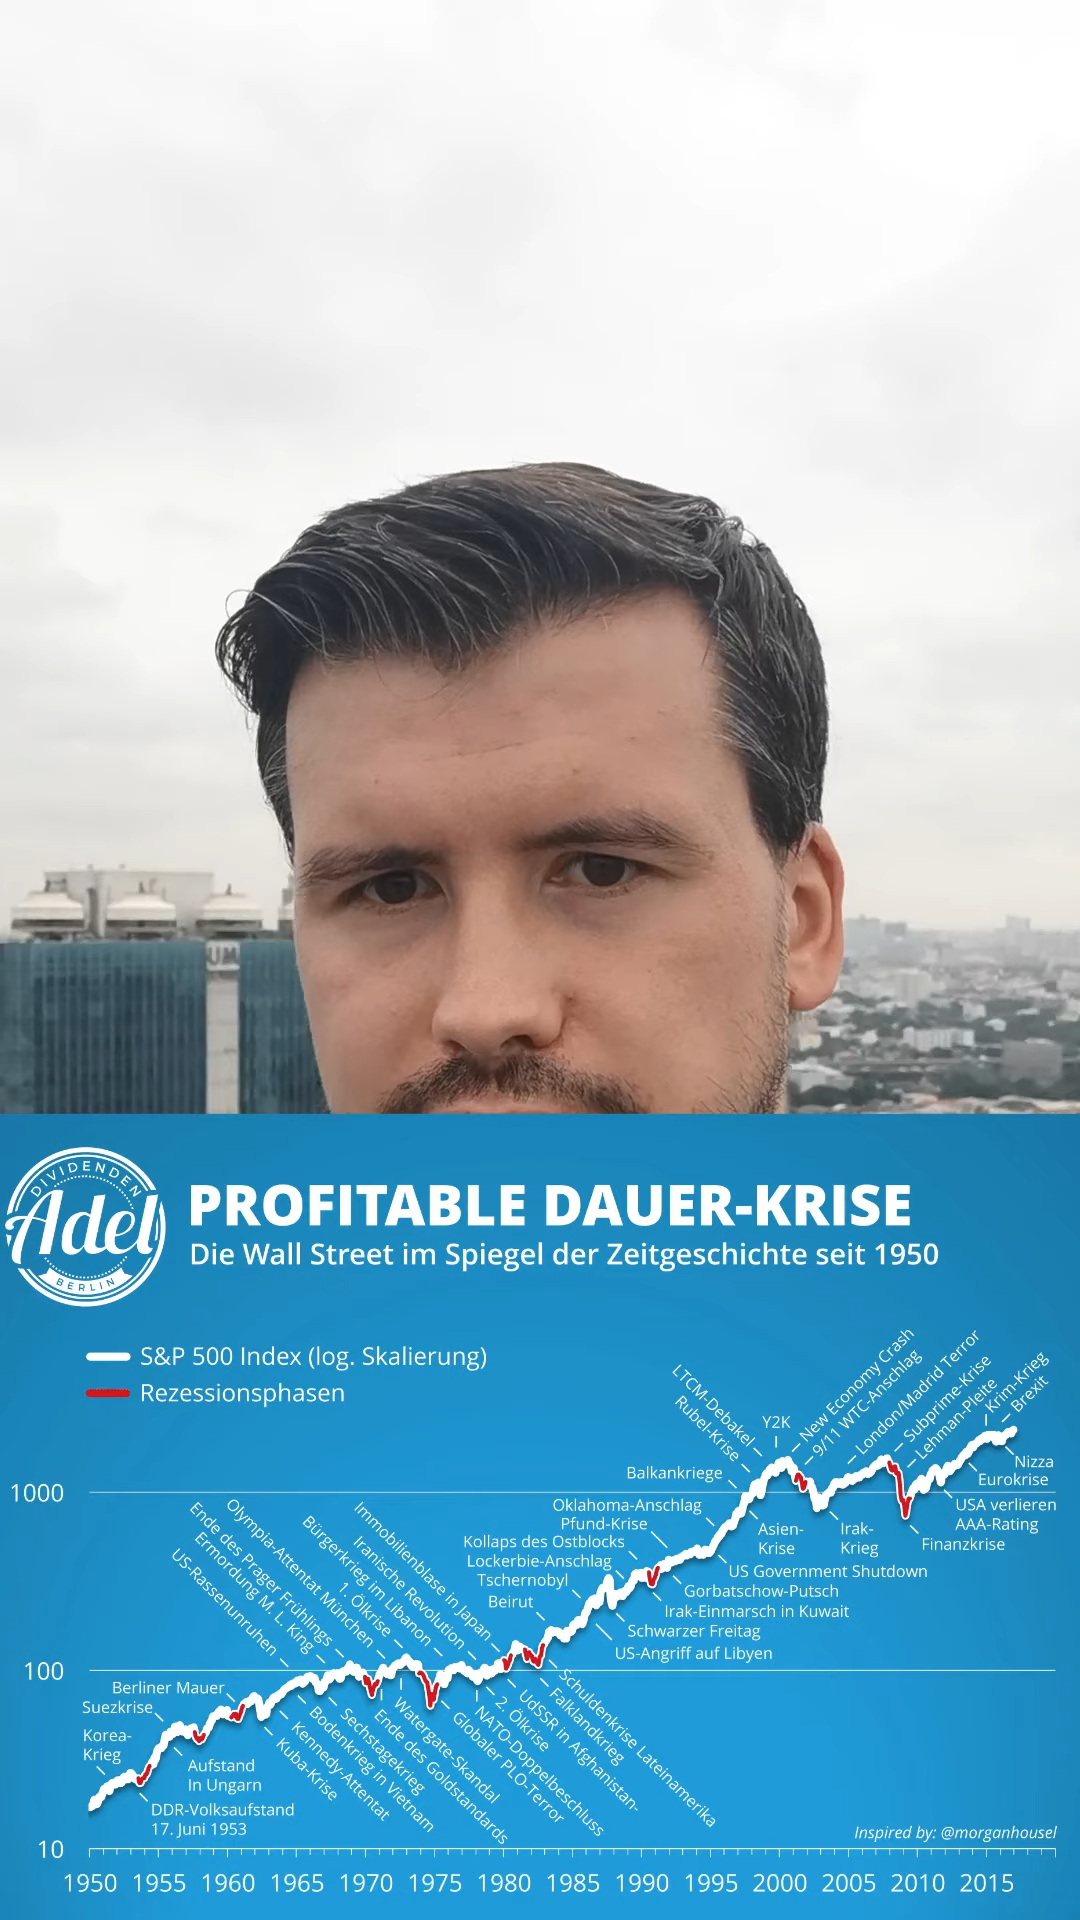 UM
DIVIDENDEN
Adel
BERLIN
PROFITABLE DAUER-KRISE
Die Wall Street im Spiegel der Zeitgeschichte seit 1950
S&P 500 Index (log. Skalierung)
Rezessionsphasen
1000
100
10
Korea-
Krieg
Suezkrise
Berliner Mauer
DDR-Volksaufstand
17. Juni 1953
Aufstand
In Ungarn
US-Rassenunruhen
Ermordung M. L. King
Ende des Prager Frühlings
Olympia-Attentat München
1. Ölkrise
Bürgerkrieg im Libanon
Iranische Revolution
Immobilienblase in Japan
Kuba-Krise
Kennedy-Attentat
Bodenkrieg in Vietnam
Sechstagekrieg
Ende des Goldstandards
Watergate-Skandal
Globaler PLO-Terror
NATO-Doppelbeschluss
2. Ölkrise
UdSSR in Afghanistan-
Falklandkrieg
Schuldenkrise Lateinamerika
Beirut
Tschernobyl
Lockerbie-Anschlag
Kollaps des Ostblocks
Pfund-Krise
Oklahoma-Anschlag
Balkankriege
Rubel-Krise
LTCM-Debakel
Y2K
New Economy Crash
9/11 WTC-Anschlag
London/Madrid Terror
Subprime-Krise
Lehman-Pleite
Krim-Krieg
Brexit
Nizza
Eurokrise
USA verlieren
AAA-Rating
Finanzkrise
Irak-
Krieg
Asien-
Krise
US Government Shutdown
Gorbatschow-Putsch
Irak-Einmarsch in Kuwait
Schwarzer Freitag
US-Angriff auf Libyen
Inspired by: @morganhousel
1950 1955 1960 1965 1970 1975 1980 1985 1990 1995 2000 2005 2010 2015